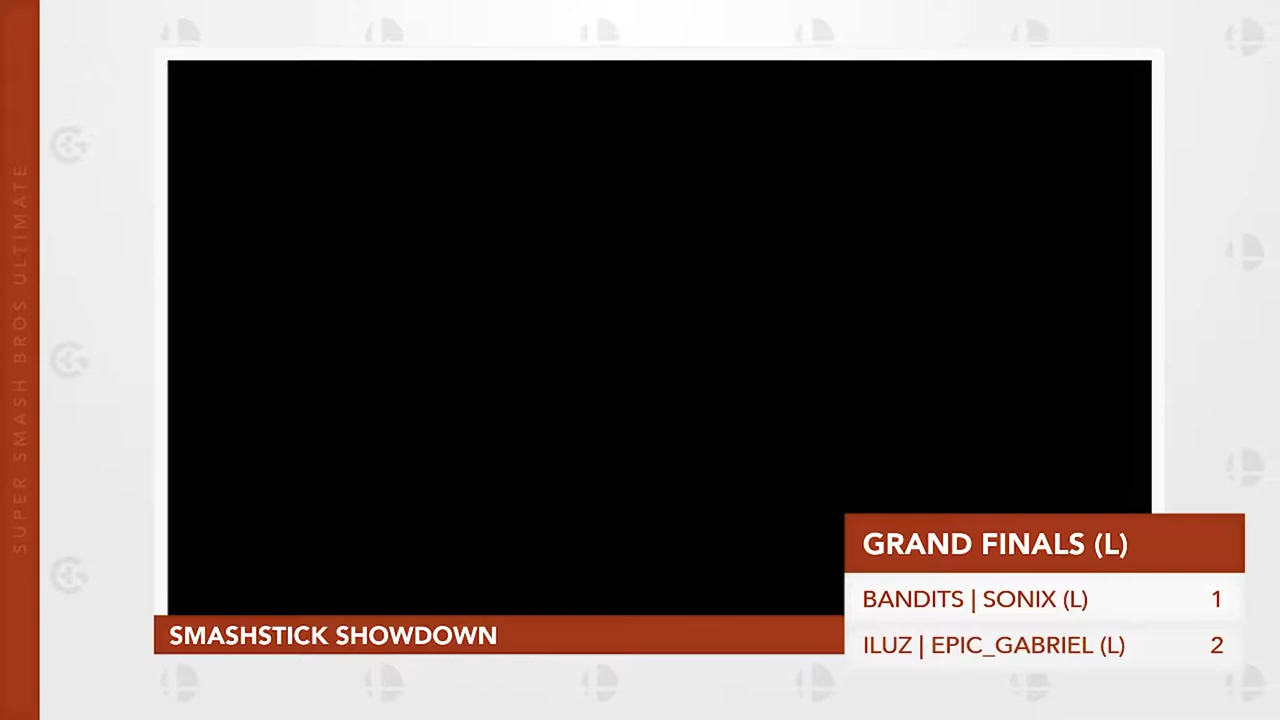 SUPER SMASH BROS ULTIMATE
GRAND FINALS (L)
BANDITS | SONIX (L) 1
ILUZ | EPIC_GABRIEL (L) 2
SMASHSTICK SHOWDOWN